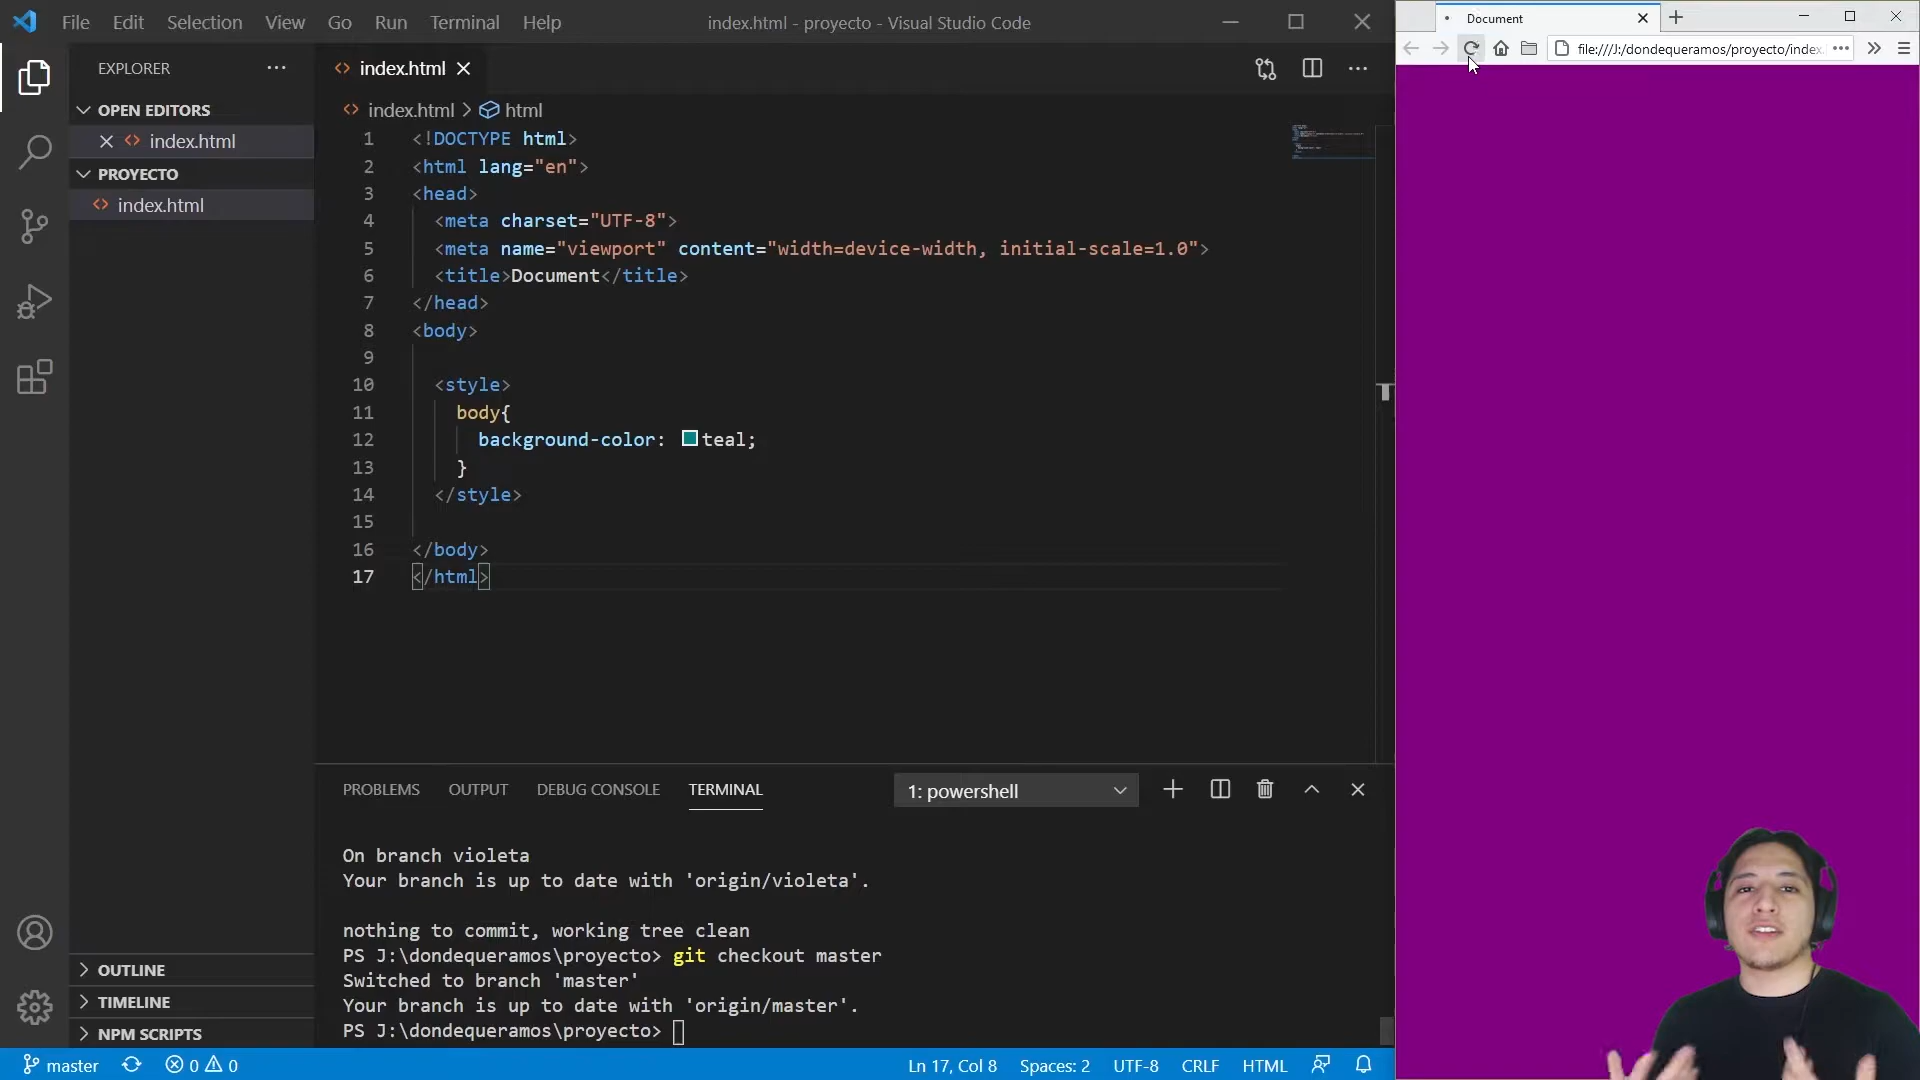 File Edit Selection View Go Run Terminal Help
index.html - proyecto - Visual Studio Code
EXPLORER
OPEN EDITORS
index.html
PROYECTO
index.html
OUTLINE
TIMELINE
NPM SCRIPTS
index.html
index.html > html
1 <!DOCTYPE html>
2 <html lang="en">
3 <head>
4 <meta charset="UTF-8">
5 <meta name="viewport" content="width=device-width, initial-scale=1.0">
6 <title>Document</title>
7 </head>
8 <body>
9
10 <style>
11 body{
12 background-color: teal;
13 }
14 </style>
15
16 </body>
17 </html>
PROBLEMS OUTPUT DEBUG CONSOLE TERMINAL
1: powershell
On branch violeta
Your branch is up to date with 'origin/violeta'.
nothing to commit, working tree clean
PS J:\dondequeramos\proyecto> git checkout master
Switched to branch 'master'
Your branch is up to date with 'origin/master'.
PS J:\dondequeramos\proyecto>
master 0 0 Ln 17, Col 8 Spaces: 2 UTF-8 CRLF HTML
Document
file:///J:/dondequeramos/proyecto/index.